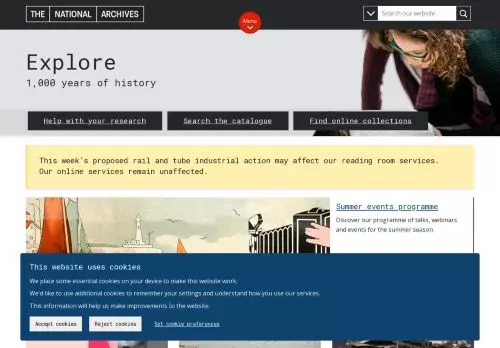 THE NATIONAL ARCHIVES
Menu
Search our website
Explore
1,000 years of history
Help with your research
Search the catalogue
Find online collections
This week's proposed rail and tube industrial action may affect our reading room services.
Our online services remain unaffected.
Summer events programme
Discover our programme of talks, webinars
and events for the summer season.
This website uses cookies
We place some essential cookies on your device to make this website work.
We'd like to use additional cookies to remember your settings and understand how you use our services.
This information will help us make improvements to the website.
Accept cookies
Reject cookies
Set cookie preferences